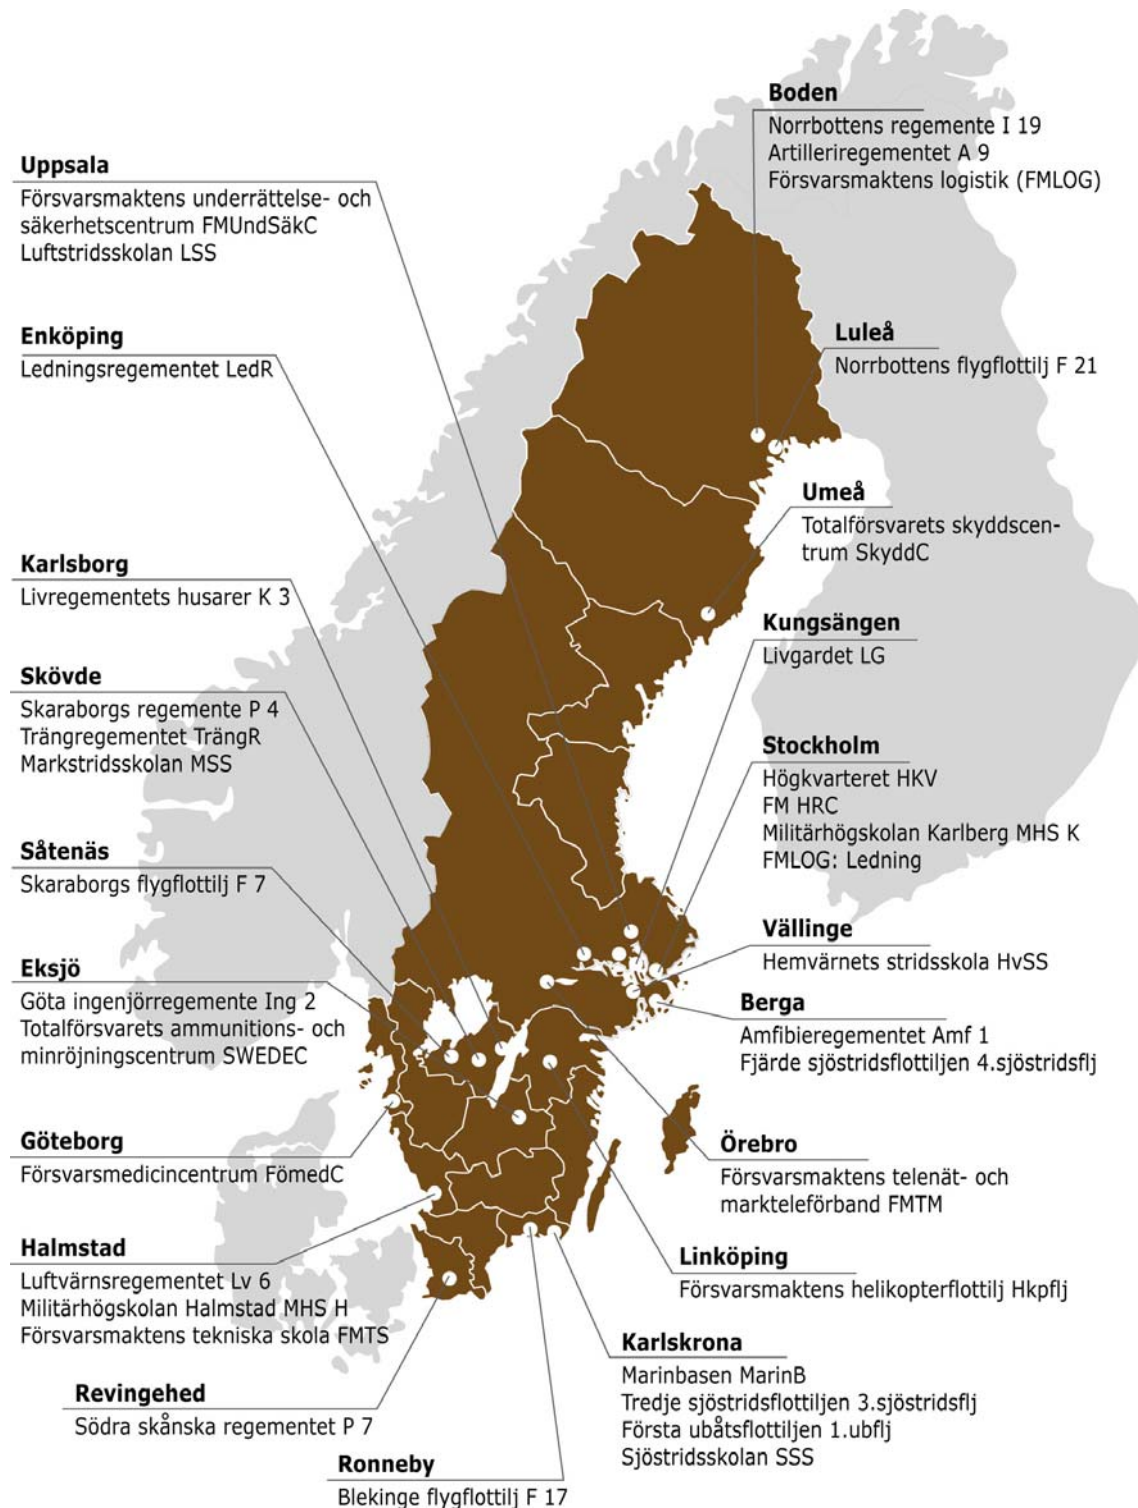 Boden
Norrbottens regemente I 19
Artilleriregementet A 9
Försvarsmaktens logistik (FMLOG)
Uppsala
Försvarsmaktens underrättelse- och
säkerhetscentrum FMUndSäkC
Luftstridsskolan LSS
Enköping
Ledningsregementet LedR
Luleå
Norrbottens flygflottilj F 21
Umeå
Totalförsvarets skyddscen-
trum SkyddC
Karlsborg
Livregementets husarer K 3
Kungsängen
Livgardet LG
Skövde
Skaraborgs regemente P 4
Trängregementet TrängR
Markstridsskolan MSS
Stockholm
Högkvarteret HKV
FM HRC
Militärhögskolan Karlberg MHS K
FMLOG: Ledning
Såtenäs
Skaraborgs flygflottilj F 7
Vällinge
Hemvärnets stridsskola HvSS
Eksjö
Göta ingenjörregemente Ing 2
Totalförsvarets ammunitions- och
minröjningscentrum SWEDEC
Berga
Amfibieregementet Amf 1
Fjärde sjöstridsflottiljen 4.sjöstridsflj
Göteborg
Försvarsmedicincentrum FömedC
Örebro
Försvarsmaktens telenät- och
markteleförband FMTM
Halmstad
Luftvärnsregementet Lv 6
Militärhögskolan Halmstad MHS H
Försvarsmaktens tekniska skola FMTS
Linköping
Försvarsmaktens helikopterflottilj Hkpflj
Karlskrona
Marinbasen MarinB
Tredje sjöstridsflottiljen 3.sjöstridsflj
Första ubåtsflottiljen 1.ubflj
Sjöstridsskolan SSS
Revingehed
Södra skånska regementet P 7
Ronneby
Blekinge flygflottilj F 17